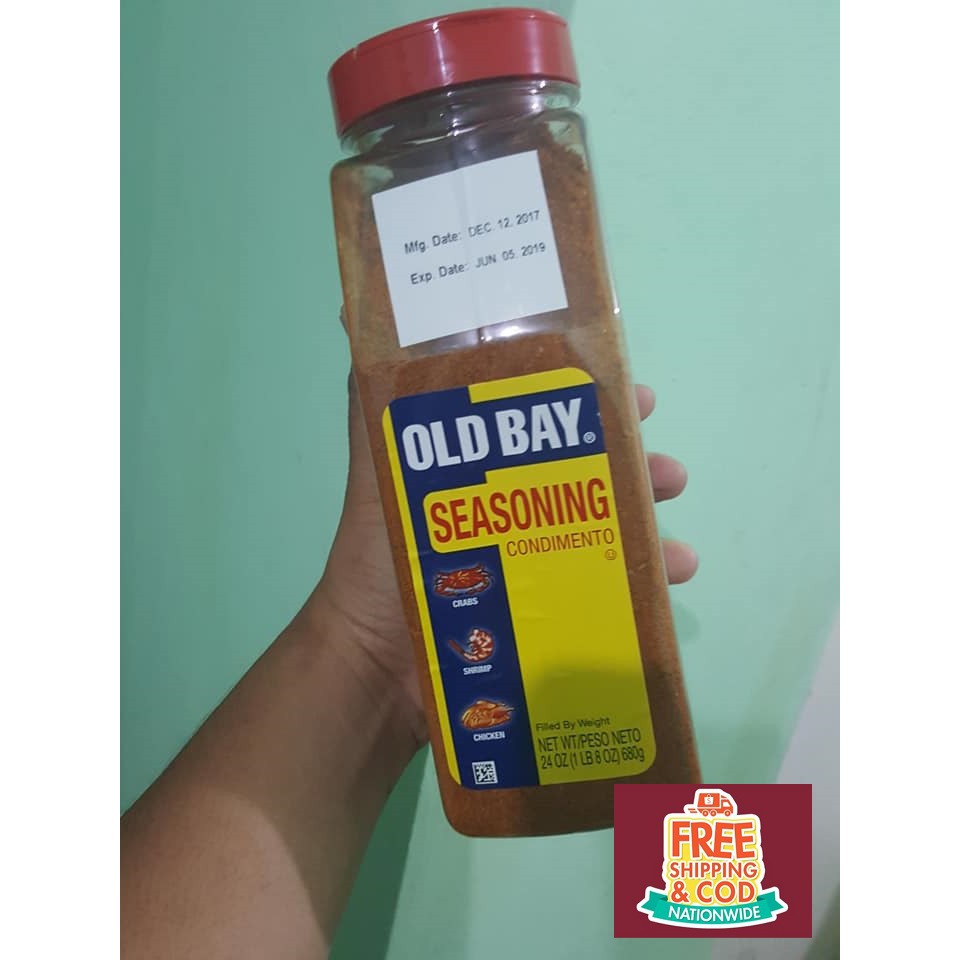 Mfg. Date: DEC. 12, 2017
Exp. Date: JUN. 05. 2019
OLD BAY®
SEASONING
CONDIMENTO
CRABS
SHRIMP
CHICKEN
Filled By Weight
NET WT/PESO NETO
24 OZ (1 LB 8 OZ) 680g
FREE
SHIPPING
& COD
NATIONWIDE